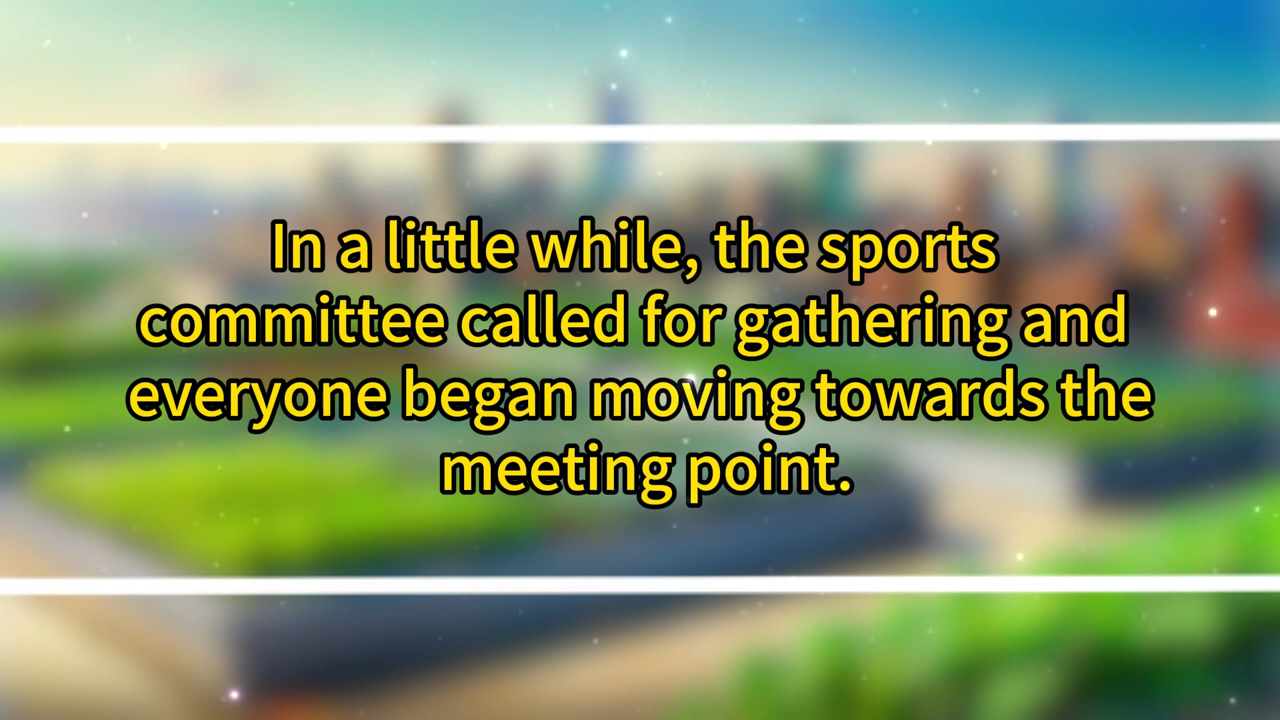 In a little while, the sports
committee called for gathering and
everyone began moving towards the
meeting point.